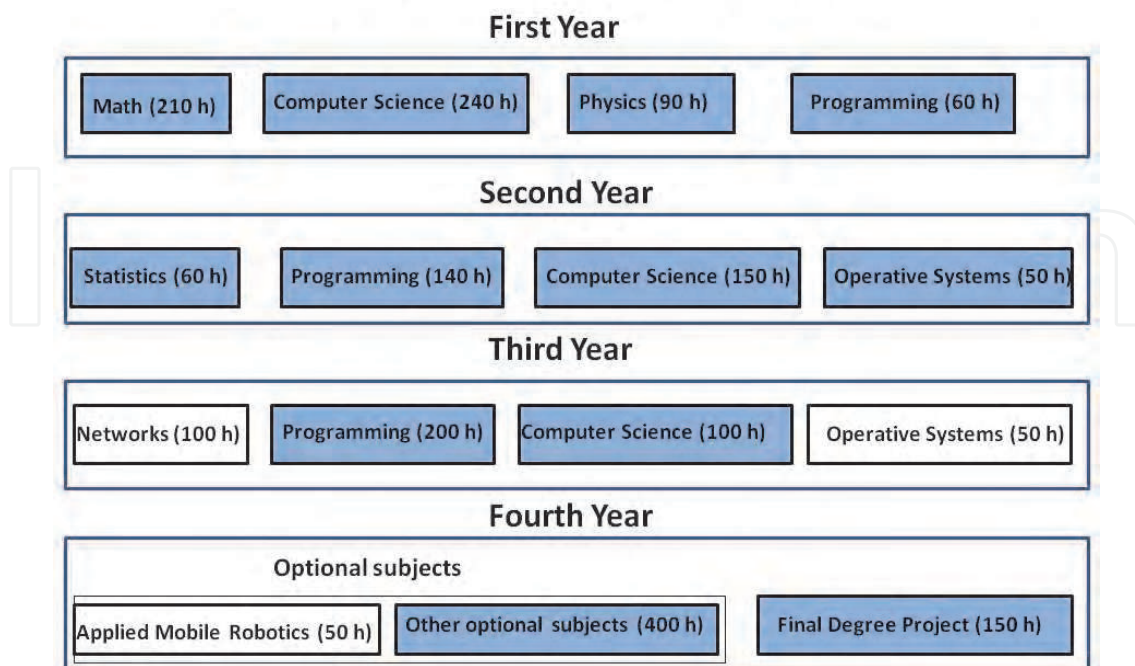 First Year
Math (210 h) Computer Science (240 h) Physics (90 h) Programming (60 h)
Second Year
Statistics (60 h) Programming (140 h) Computer Science (150 h) Operative Systems (50 h)
Third Year
Networks (100 h) Programming (200 h) Computer Science (100 h) Operative Systems (50 h)
Fourth Year
Optional subjects
Applied Mobile Robotics (50 h) Other optional subjects (400 h) Final Degree Project (150 h)